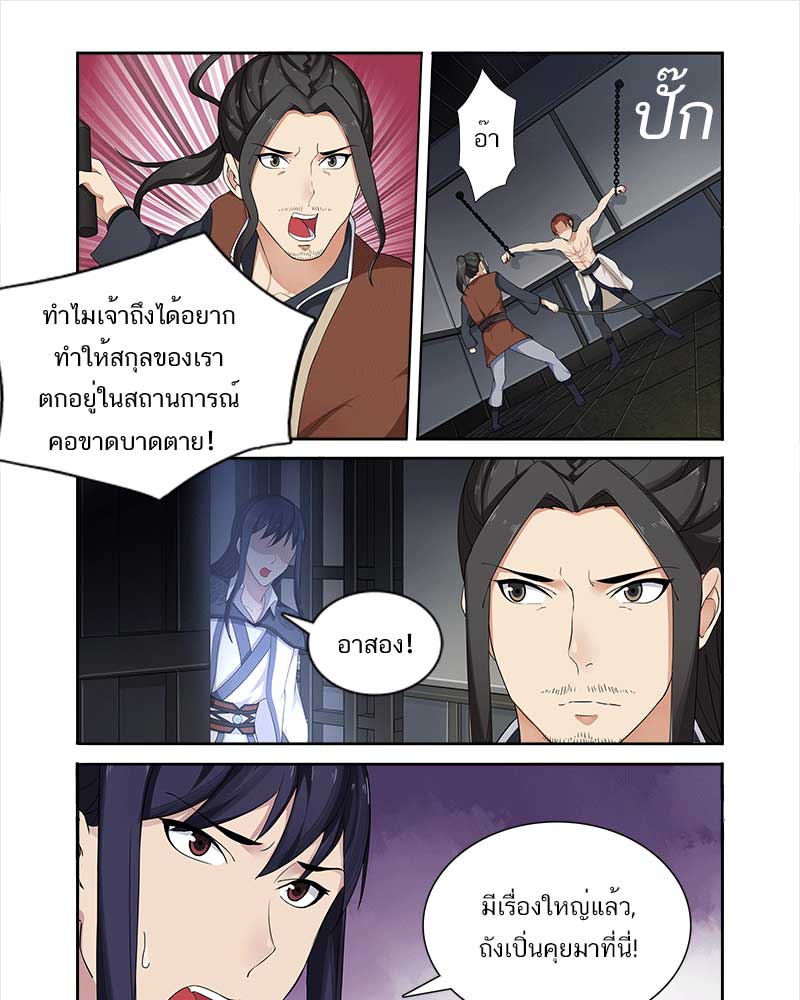 ทำไมเจ้าถึงได้อยาก
ทำให้สกุลของเรา
ตกอยู่ในสถานการณ์
คอขาดบาดตาย!
อ๊า
ปั๊ก
อาสอง!
มีเรื่องใหญ่แล้ว,
ถังเปิ่นคุยมาที่นี่!